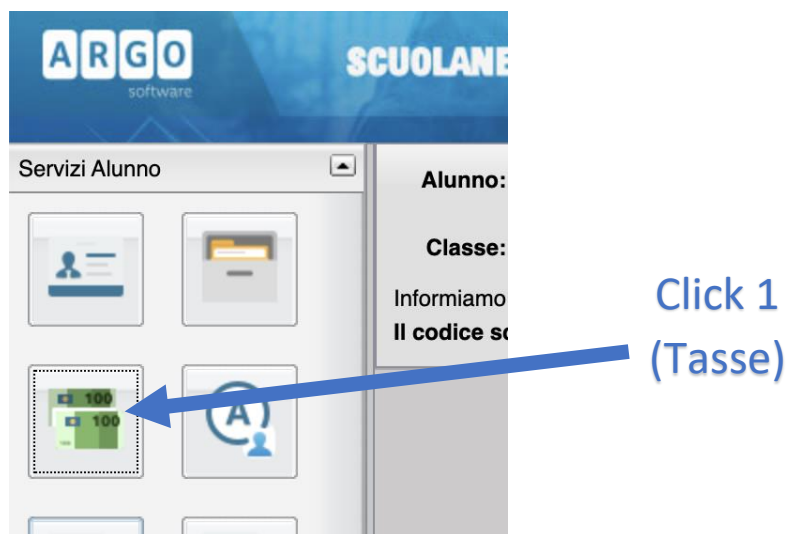 ARGO
software
SCUOLANE
Servizi Alunno
Alunno:
Classe:
Informiamo
Il codice sc
Click 1
(Tasse)
100
100
A